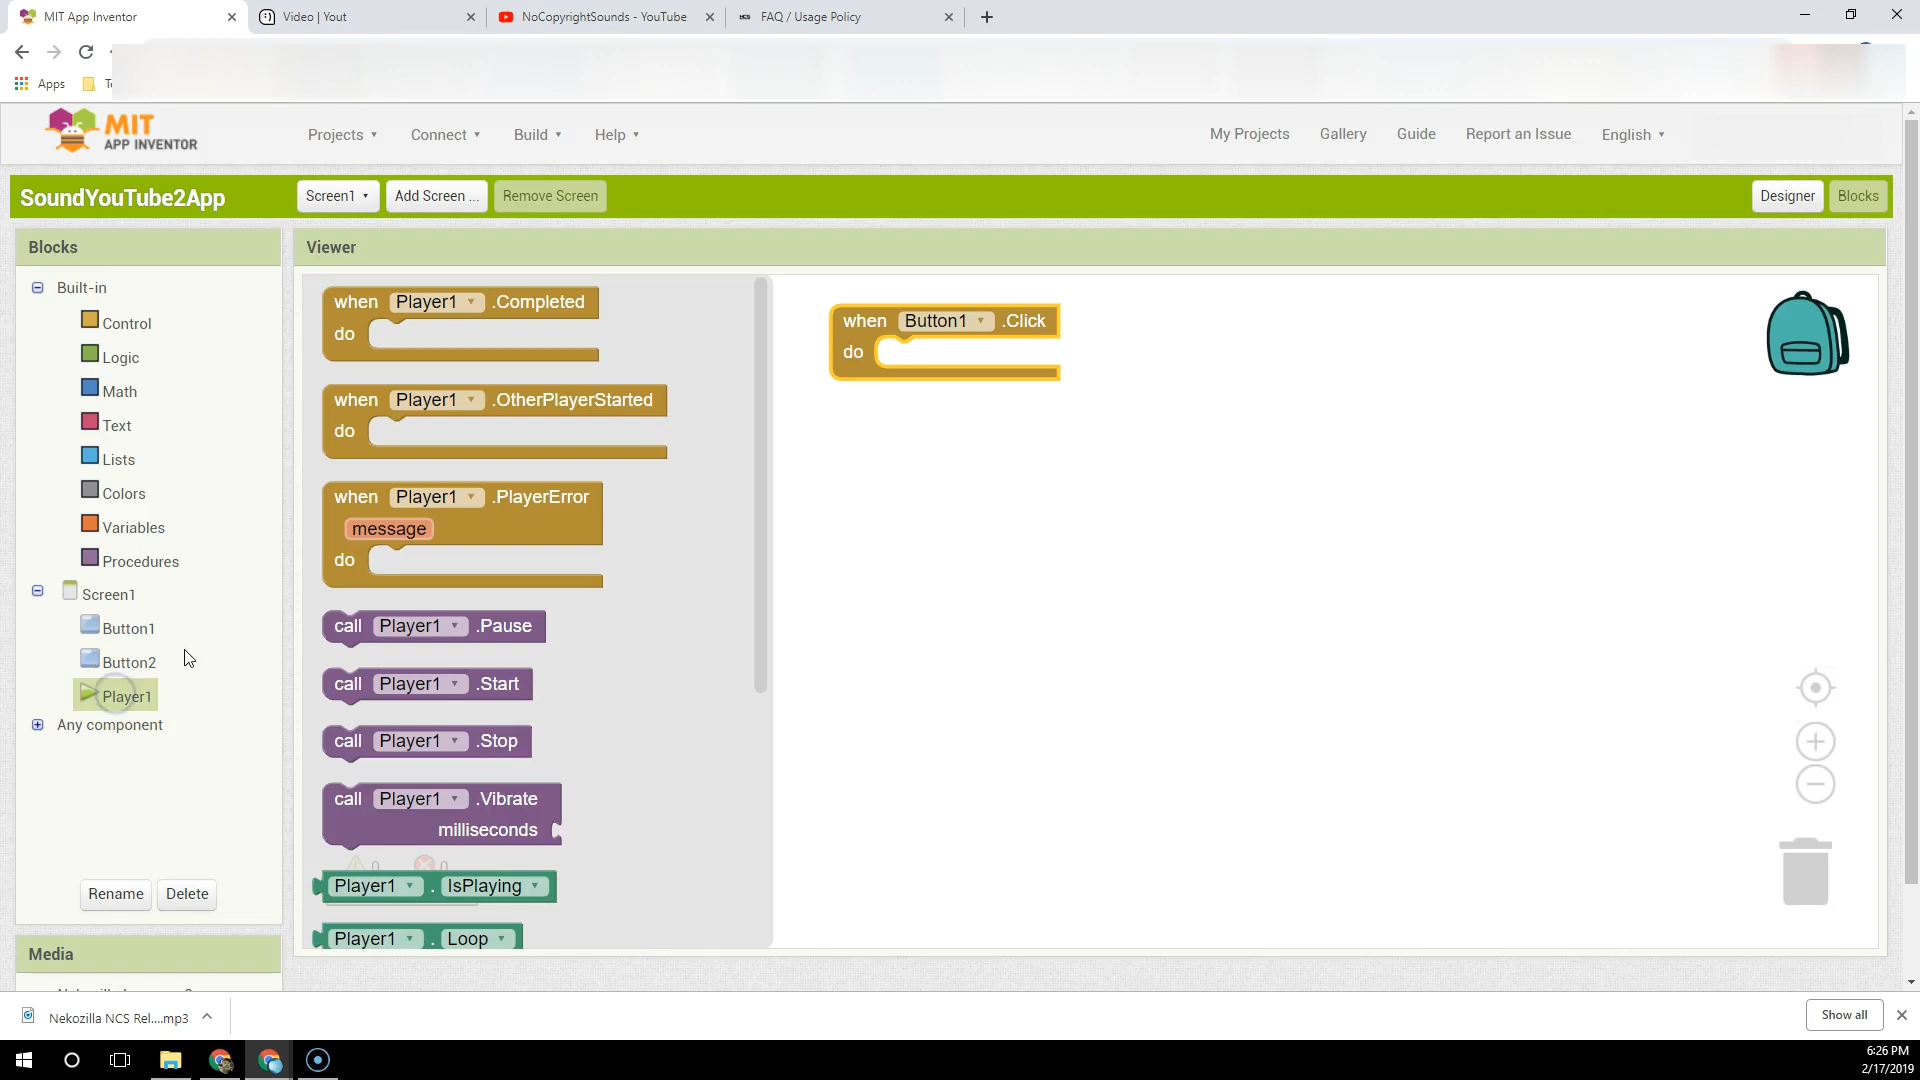 MIT App Inventor
Video | Yout
NoCopyrightSounds - YouTube
FAQ / Usage Policy
Apps
MIT
APP INVENTOR
Projects
Connect
Build
Help
My Projects
Gallery
Guide
Report an Issue
English
SoundYouTube2App
Screen1
Add Screen ...
Remove Screen
Designer
Blocks
Blocks
Built-in
Control
Logic
Math
Text
Lists
Colors
Variables
Procedures
Screen1
Button1
Button2
Player1
Any component
Rename
Delete
Media
Viewer
when Player1 .Completed
do
when Player1 .OtherPlayerStarted
do
when Player1 .PlayerError
message
do
call Player1 .Pause
call Player1 .Start
call Player1 .Stop
call Player1 .Vibrate
milliseconds
0 0
Player1 . IsPlaying
Player1 . Loop
when Button1 .Click
do
Nekozilla NCS Rel....mp3
Show all
6:26 PM
2/17/2019